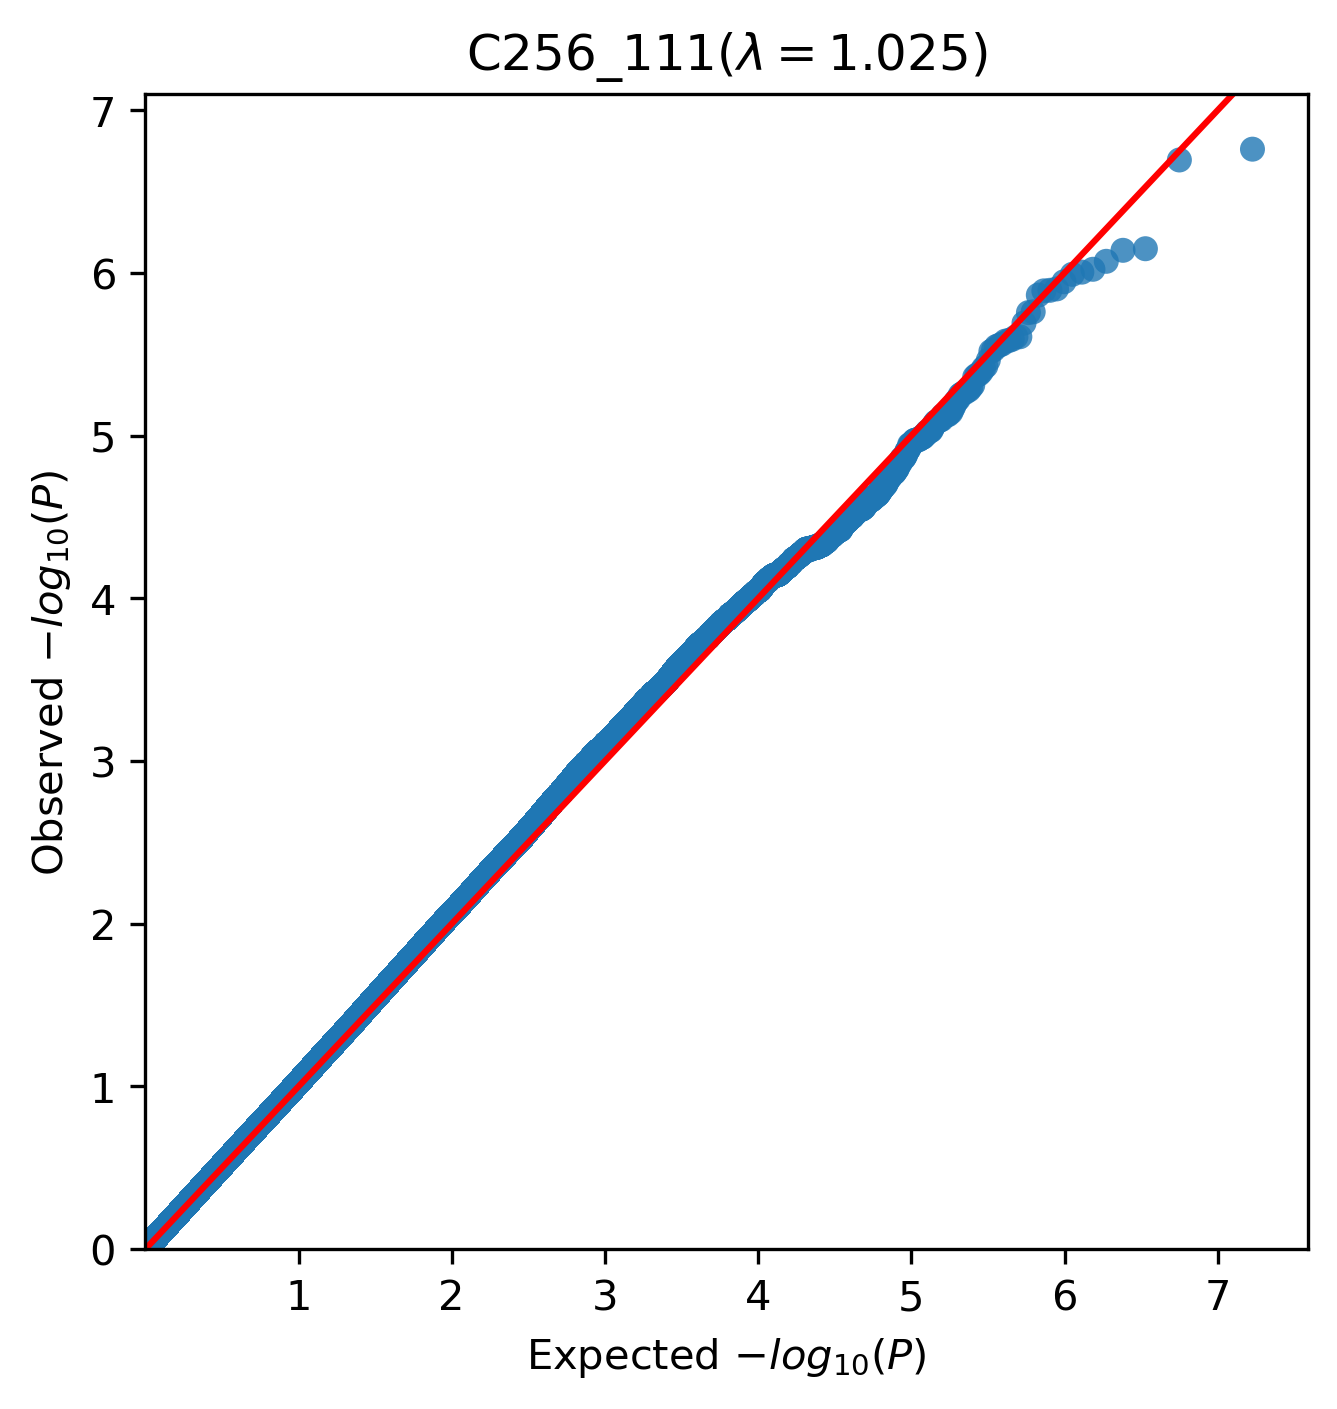 C256_111(λ = 1.025)
7
6
5
4
3
2
1
0
Observed −log₁₀(P)
1 2 3 4 5 6 7
Expected −log₁₀(P)